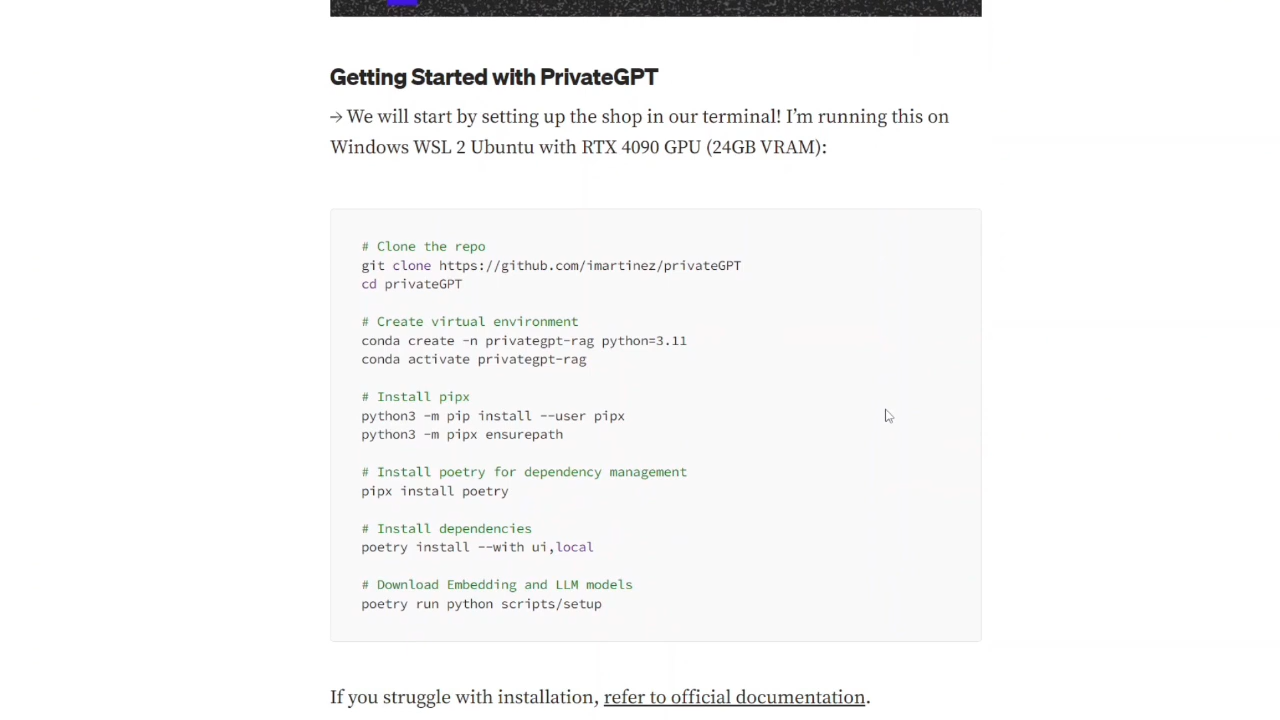 Getting Started with PrivateGPT
→ We will start by setting up the shop in our terminal! I’m running this on
Windows WSL 2 Ubuntu with RTX 4090 GPU (24GB VRAM):
# Clone the repo
git clone https://github.com/imartinez/privateGPT
cd privateGPT
# Create virtual environment
conda create -n privategpt-rag python=3.11
conda activate privategpt-rag
# Install pipx
python3 -m pip install --user pipx
python3 -m pipx ensurepath
# Install poetry for dependency management
pipx install poetry
# Install dependencies
poetry install --with ui,local
# Download Embedding and LLM models
poetry run python scripts/setup
If you struggle with installation, refer to official documentation.